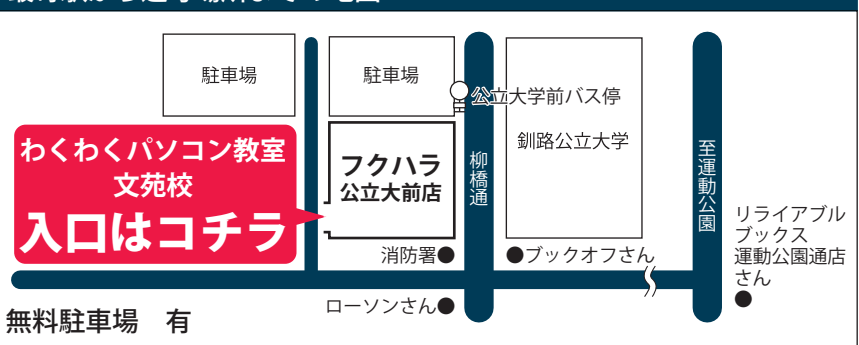 駐車場
駐車場
公立大学前バス停
釧路公立大学
わくわくパソコン教室
文苑校
入口はコチラ
フクハラ
公立大前店
柳橋通
至運動公園
リライアブル
ブックス
運動公園通店
さん
消防署●
●ブックオフさん
ローソンさん●
無料駐車場 有